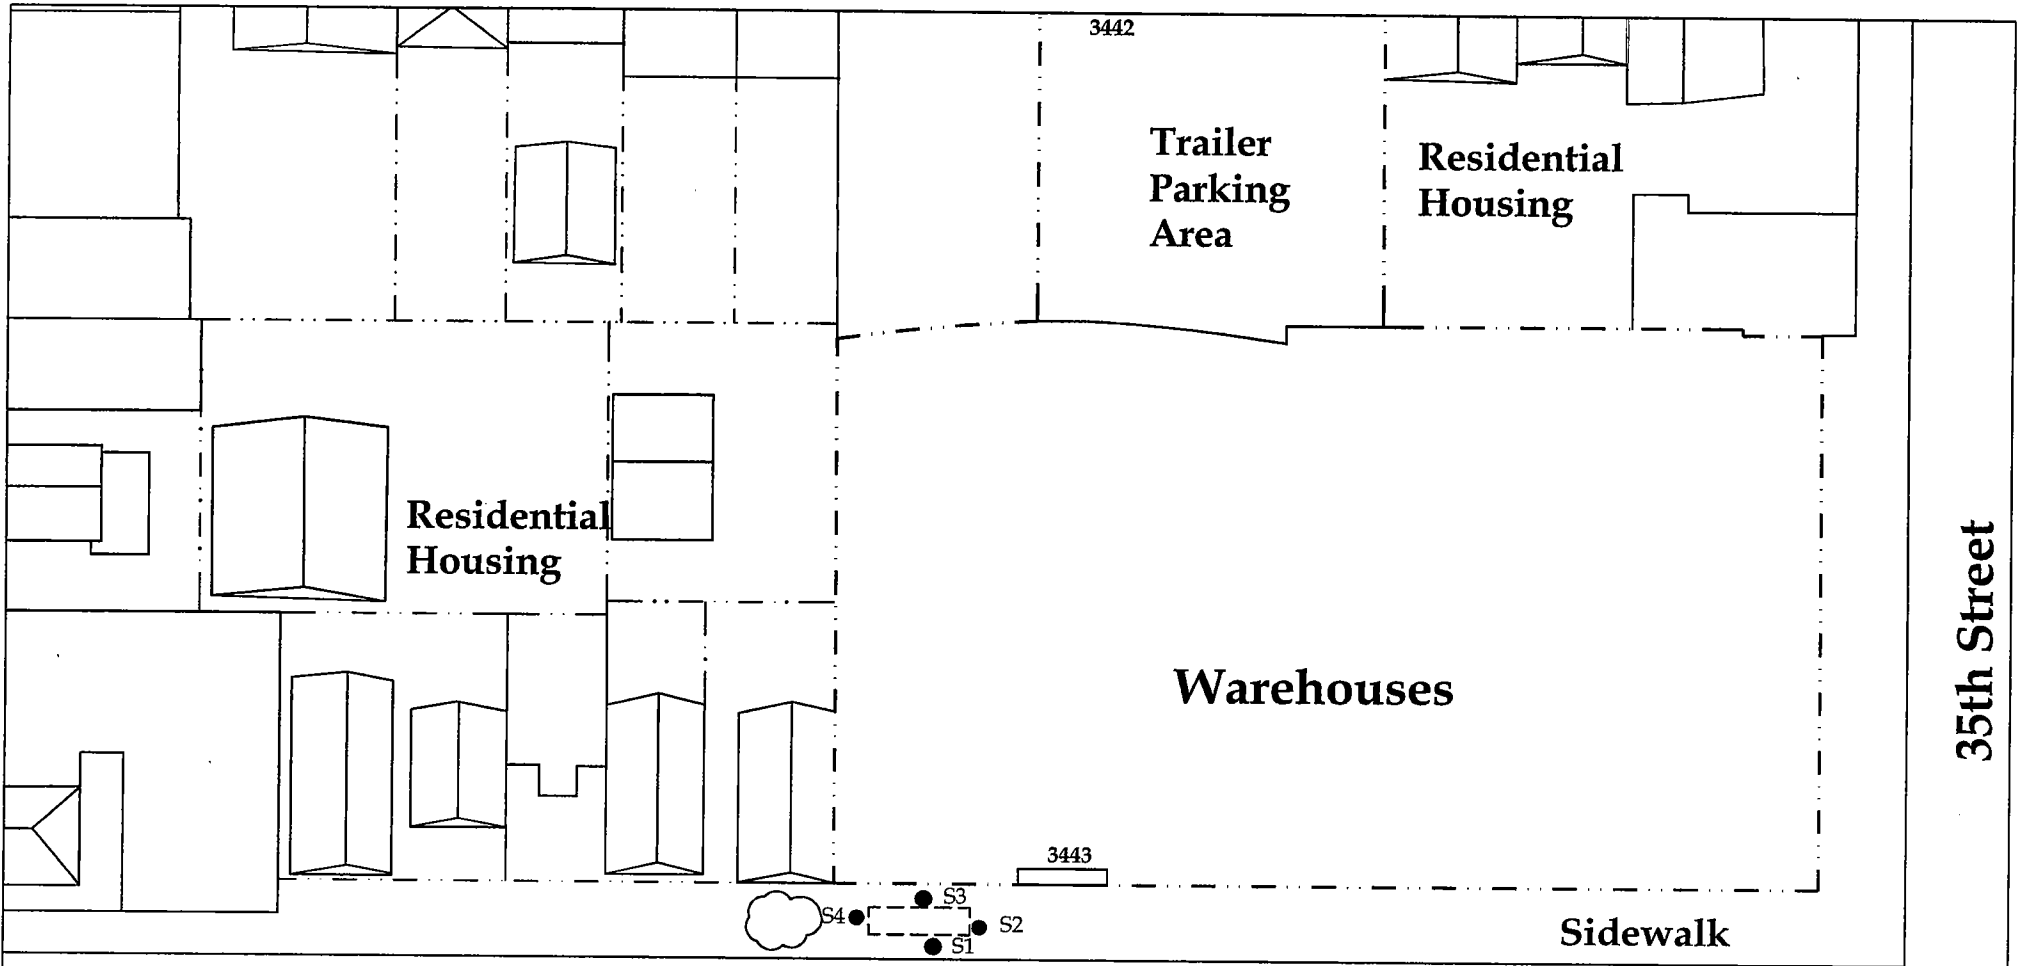 3442
Trailer
Parking
Area
Residential
Housing
Residential
Housing
Warehouses
35th Street
3443
S3
S4
S2
S1
Sidewalk